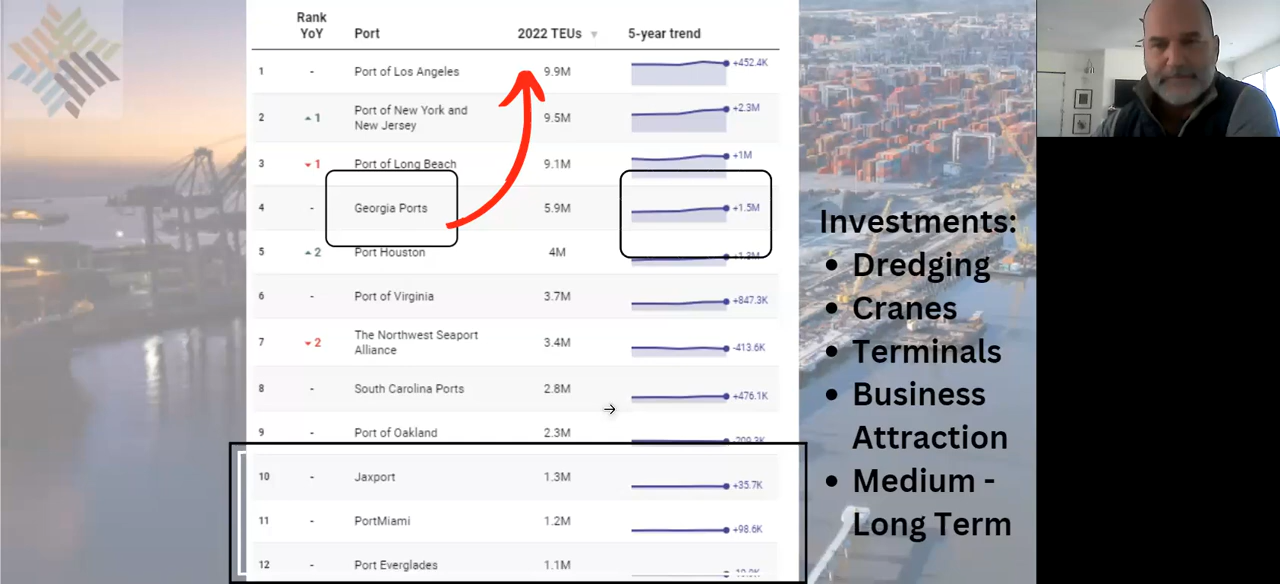 Rank
YoY Port 2022 TEUs 5-year trend
1 - Port of Los Angeles 9.9M +452.4K
2 1 Port of New York and
New Jersey 9.5M +2.3M
3 1 Port of Long Beach 9.1M +1M
4 - Georgia Ports 5.9M +1.5M
5 2 Port Houston 4M
6 - Port of Virginia 3.7M +847.3K
7 2 The Northwest Seaport
Alliance 3.4M -413.6K
8 - South Carolina Ports 2.8M +476.1K
9 - Port of Oakland 2.3M
10 - Jaxport 1.3M +35.7K
11 - PortMiami 1.2M +98.6K
12 - Port Everglades 1.1M
Investments:
• Dredging
• Cranes
• Terminals
• Business
Attraction
• Medium -
Long Term